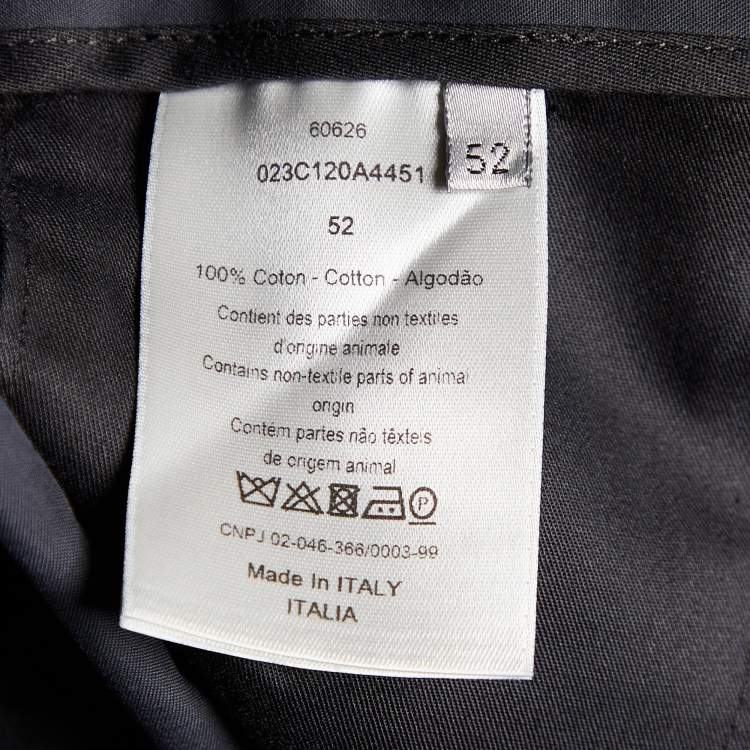 60626
023C120A4451
52
52
100% Coton - Cotton - Algodão
Contient des parties non textiles
d'origine animale
Contains non-textile parts of animal
origin
Contém partes não têxteis
de origem animal
P
CNPJ 02-046-366/0003-99
Made In ITALY
ITALIA